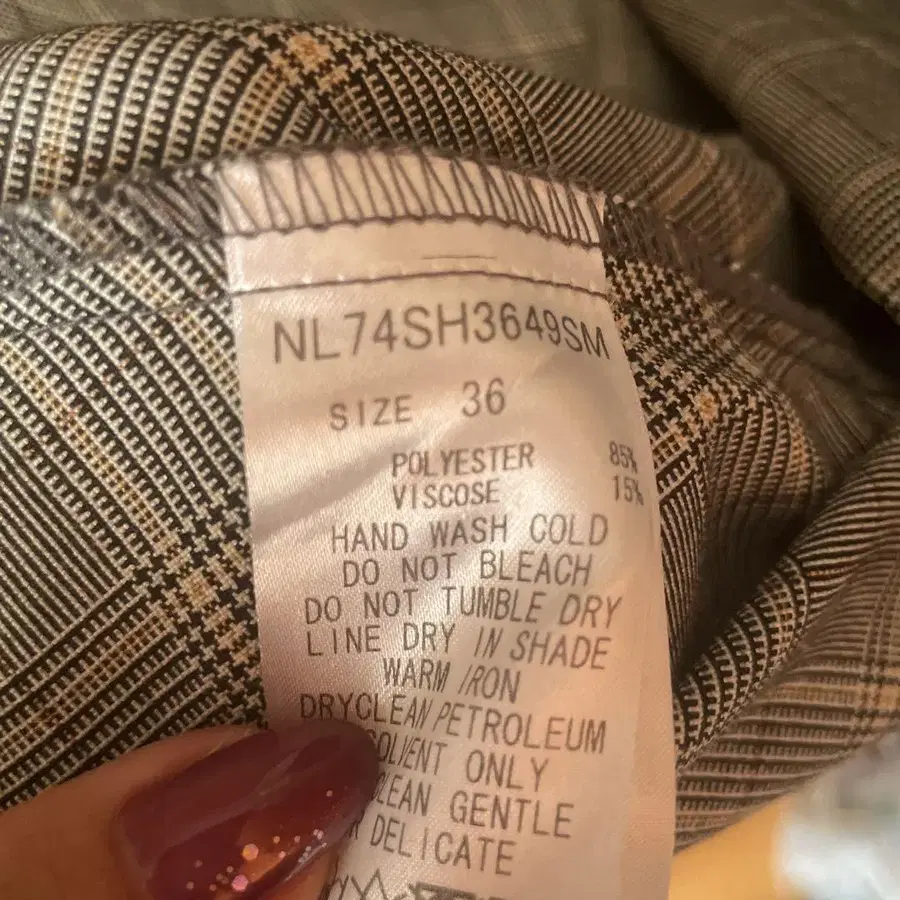 NL74SH3649SM
SIZE 36
POLYESTER 85%
VISCOSE 15%
HAND WASH COLD
DO NOT BLEACH
DO NOT TUMBLE DRY
LINE DRY IN SHADE
WARM IRON
DRYCLEAN PETROLEUM
SOLVENT ONLY
GENTLE
DELICATE